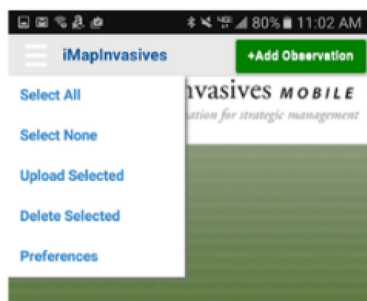 80% 11:02 AM
iMapInvasives
+Add Observation
Select All
nvasives MOBILE
ation for strategic management
Select None
Upload Selected
Delete Selected
Preferences